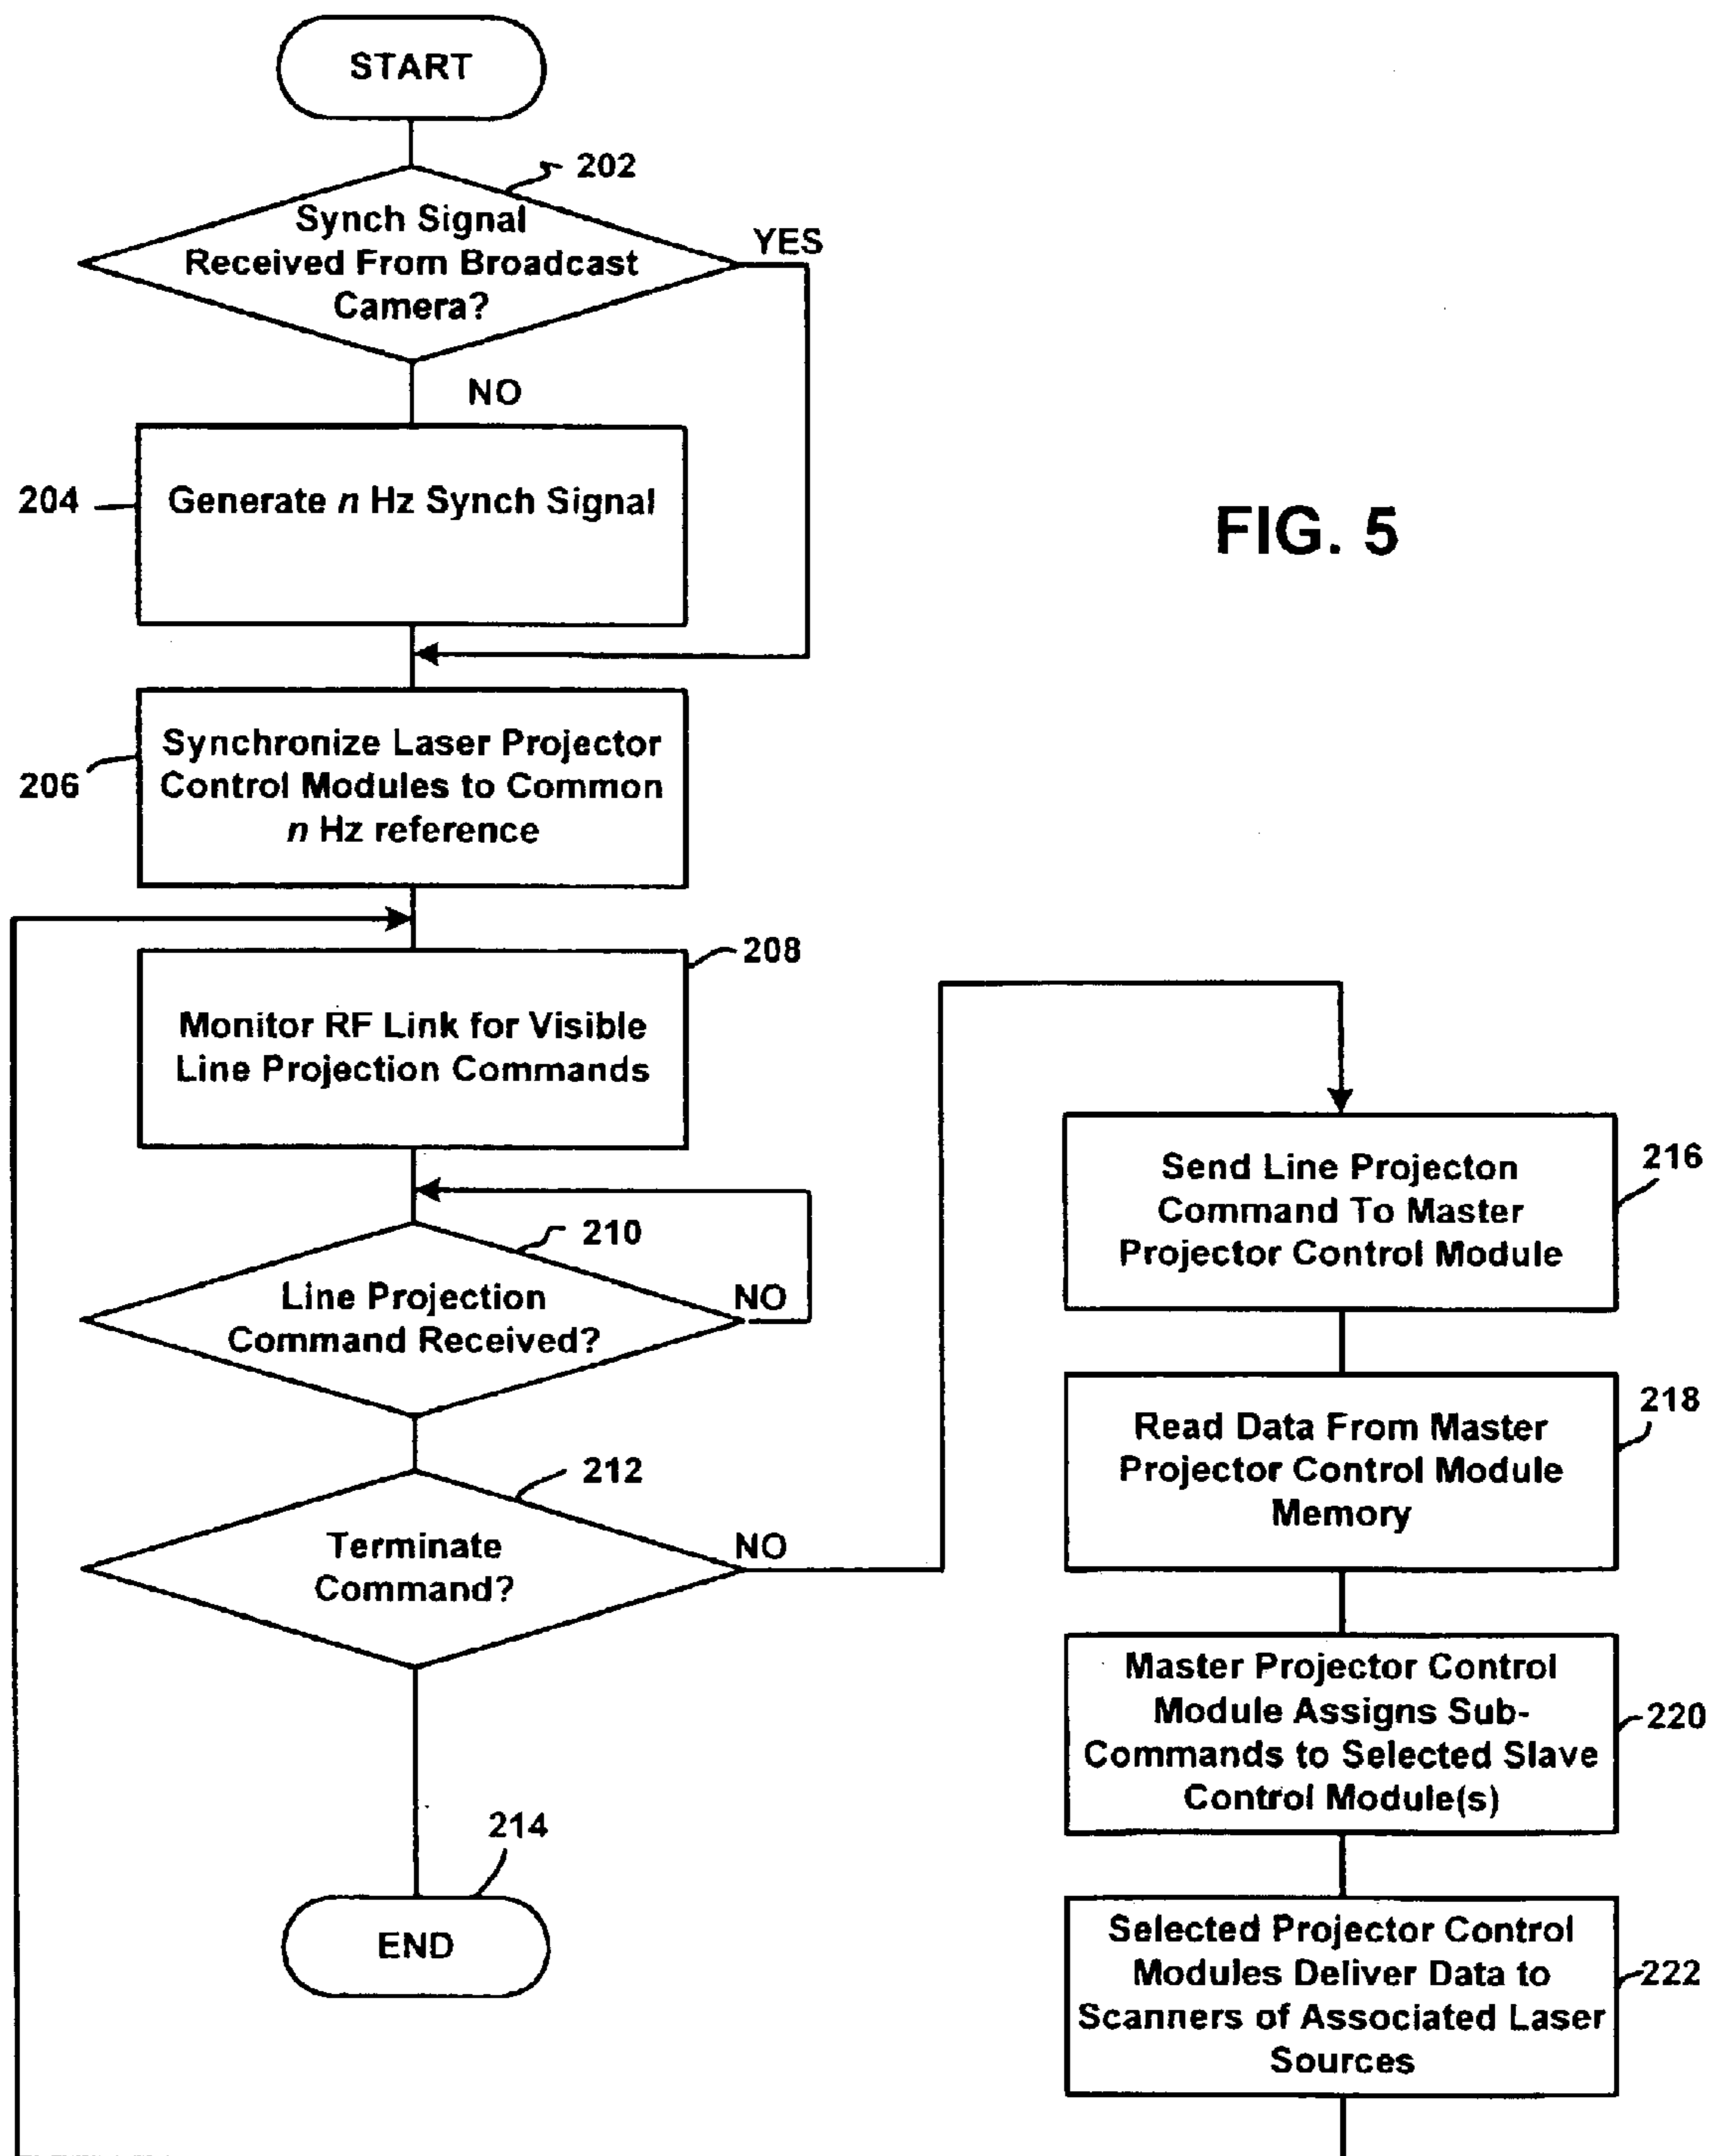 START
202
Synch Signal
Received From Broadcast
Camera?
YES
NO
204
Generate n Hz Synch Signal
FIG. 5
206
Synchronize Laser Projector
Control Modules to Common
n Hz reference
208
Monitor RF Link for Visible
Line Projection Commands
210
Line Projection
Command Received?
NO
212
Terminate
Command?
NO
214
END
216
Send Line Projecton
Command To Master
Projector Control Module
218
Read Data From Master
Projector Control Module
Memory
220
Master Projector Control
Module Assigns Sub-
Commands to Selected Slave
Control Module(s)
222
Selected Projector Control
Modules Deliver Data to
Scanners of Associated Laser
Sources